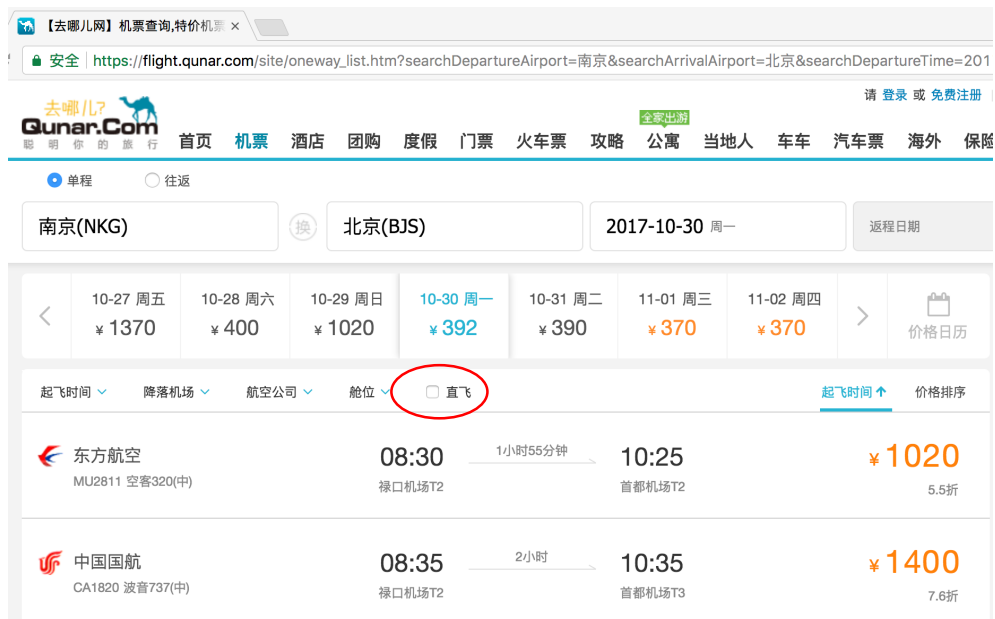 【去哪儿网】机票查询,特价机票
安全 https://flight.qunar.com/site/oneway_list.htm?searchDepartureAirport=南京&searchArrivalAirport=北京&searchDepartureTime=201
请 登录 或 免费注册
去哪儿?
Qunar.Com
聪明你的旅行
全家出游
首页 机票 酒店 团购 度假 门票 火车票 攻略 公寓 当地人 车车 汽车票 海外 保险
单程 往返
南京(NKG) 换 北京(BJS) 2017-10-30 周一 返程日期
10-27 周五 10-28 周六 10-29 周日 10-30 周一 10-31 周二 11-01 周三 11-02 周四
¥ 1370 ¥ 400 ¥ 1020 ¥ 392 ¥ 390 ¥ 370 ¥ 370 价格日历
起飞时间 降落机场 航空公司 舱位 直飞 起飞时间 价格排序
东方航空 08:30 1小时55分钟 10:25 ¥ 1020
MU2811 空客320(中) 禄口机场T2 首都机场T2 5.5折
中国国航 08:35 2小时 10:35 ¥ 1400
CA1820 波音737(中) 禄口机场T2 首都机场T3 7.6折